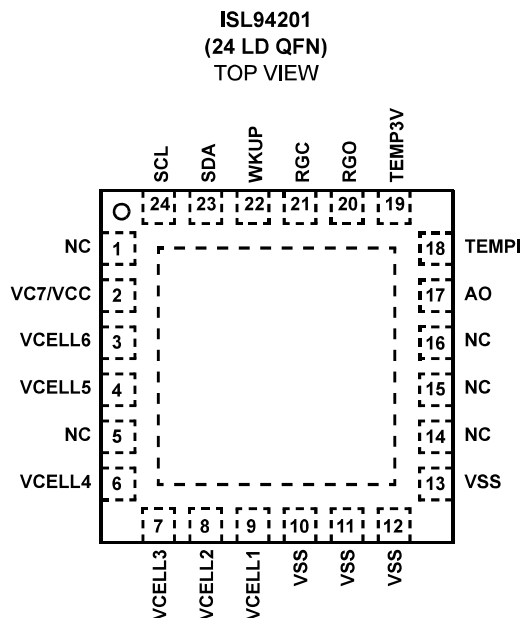 ISL94201
(24 LD QFN)
TOP VIEW
SCL
SDA
WKUP
RGC
RGO
TEMP3V
24
23
22
21
20
19
NC
1
18
TEMPI
VC7/VCC
2
17
AO
VCELL6
3
16
NC
VCELL5
4
15
NC
NC
5
14
NC
VCELL4
6
13
VSS
7
8
9
10
11
12
VCELL3
VCELL2
VCELL1
VSS
VSS
VSS